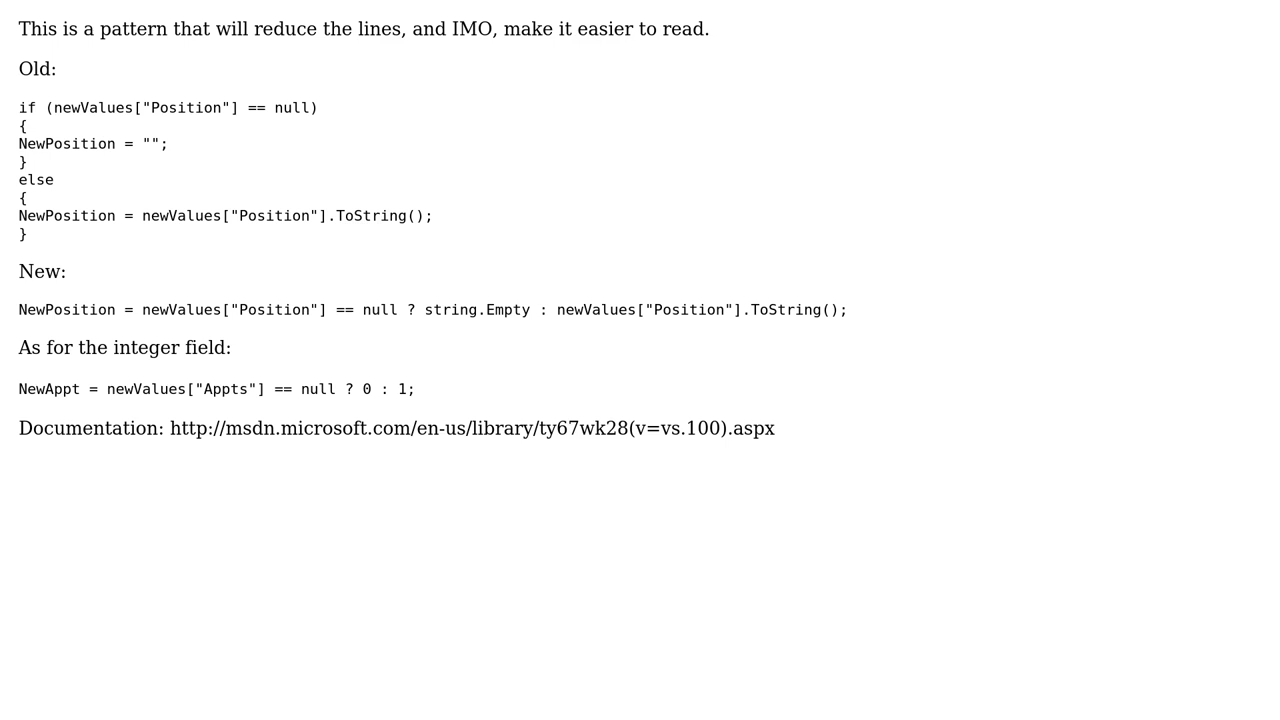 This is a pattern that will reduce the lines, and IMO, make it easier to read.
Old:
if (newValues["Position"] == null)
{
NewPosition = "";
}
else
{
NewPosition = newValues["Position"].ToString();
}
New:
NewPosition = newValues["Position"] == null ? string.Empty : newValues["Position"].ToString();
As for the integer field:
NewAppt = newValues["Appts"] == null ? 0 : 1;
Documentation: http://msdn.microsoft.com/en-us/library/ty67wk28(v=vs.100).aspx